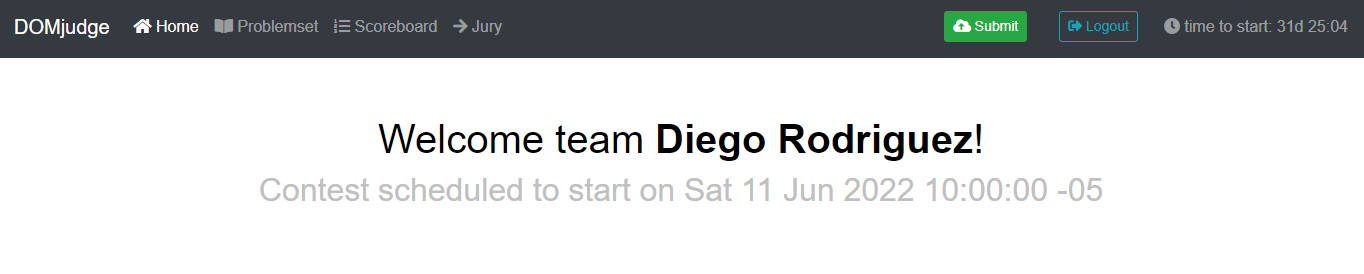 DOMjudge Home Problemset Scoreboard Jury Submit Logout time to start: 31d 25:04
Welcome team Diego Rodriguez!
Contest scheduled to start on Sat 11 Jun 2022 10:00:00 -05